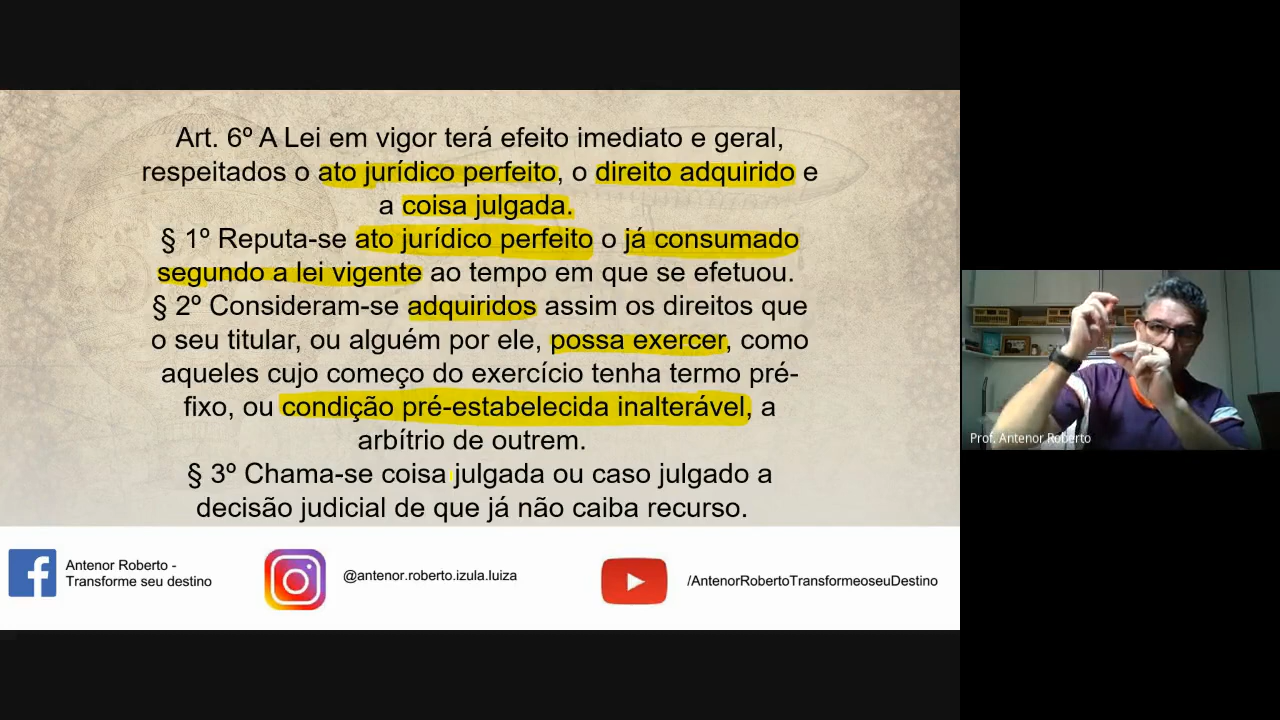 Art. 6º A Lei em vigor terá efeito imediato e geral,
respeitados o ato jurídico perfeito, o direito adquirido e
a coisa julgada.
§ 1º Reputa-se ato jurídico perfeito o já consumado
segundo a lei vigente ao tempo em que se efetuou.
§ 2º Consideram-se adquiridos assim os direitos que
o seu titular, ou alguém por ele, possa exercer, como
aqueles cujo começo do exercício tenha termo pré-
fixo, ou condição pré-estabelecida inalterável, a
arbítrio de outrem.
§ 3º Chama-se coisa julgada ou caso julgado a
decisão judicial de que já não caiba recurso.
Antenor Roberto -
Transforme seu destino
@antenor.roberto.izula.luiza
/AntenorRobertoTransformeoseuDestino
Prof. Antenor Roberto